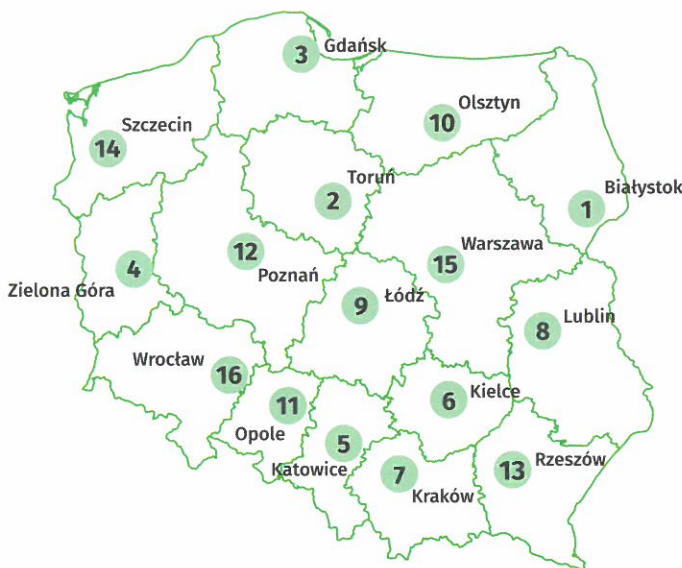 3 Gdańsk
10 Olsztyn
14 Szczecin
2 Toruń
1 Białystok
12 Poznań
15 Warszawa
4 Zielona Góra
9 Łódź
8 Lublin
16 Wrocław
11 Opole
6 Kielce
5 Katowice
7 Kraków
13 Rzeszów